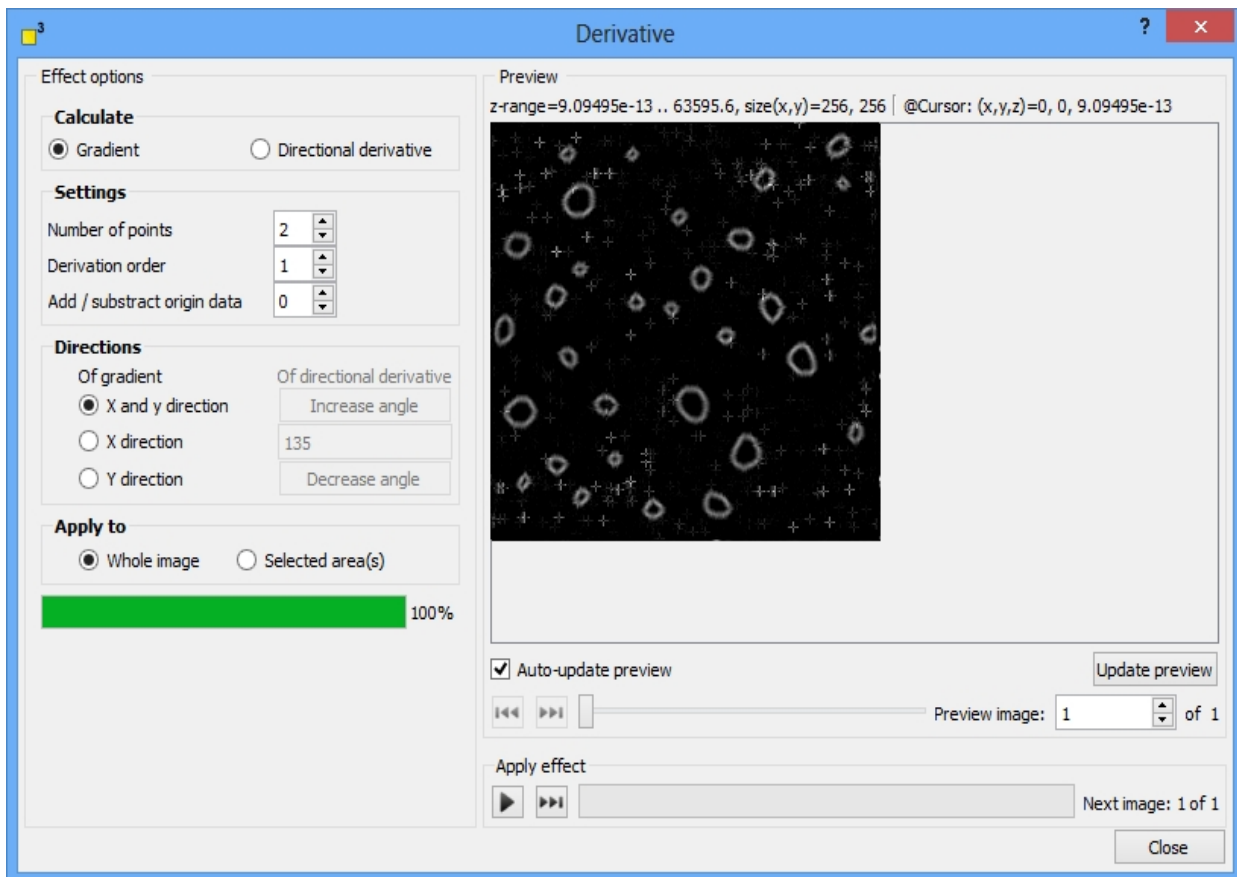 3
Derivative
?
Effect options
Calculate
Gradient Directional derivative
Settings
Number of points 2
Derivation order 1
Add / substract origin data 0
Directions
Of gradient Of directional derivative
X and y direction Increase angle
X direction 135
Y direction Decrease angle
Apply to
Whole image Selected area(s)
100%
Preview
z-range=9.09495e-13 .. 63595.6, size(x,y)=256, 256 @Cursor: (x,y,z)=0, 0, 9.09495e-13
Auto-update preview Update preview
Preview image: 1 of 1
Apply effect
Next image: 1 of 1
Close